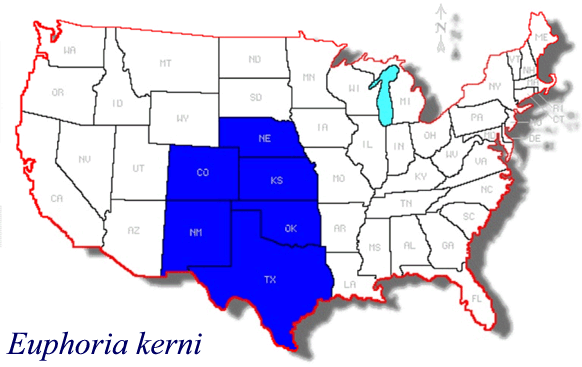 ME
WA
MT
ND
MN
VT
NH
OR
ID
SD
WI
MI
NY
MA
RI
CT
WY
IA
PA
NE
OH
DE
NV
UT
CO
IL
IN
WV
MD
VA
KS
MO
KY
CA
NC
TN
AZ
NM
OK
AR
SC
MS
AL
GA
TX
LA
FL
N
Euphoria kerni